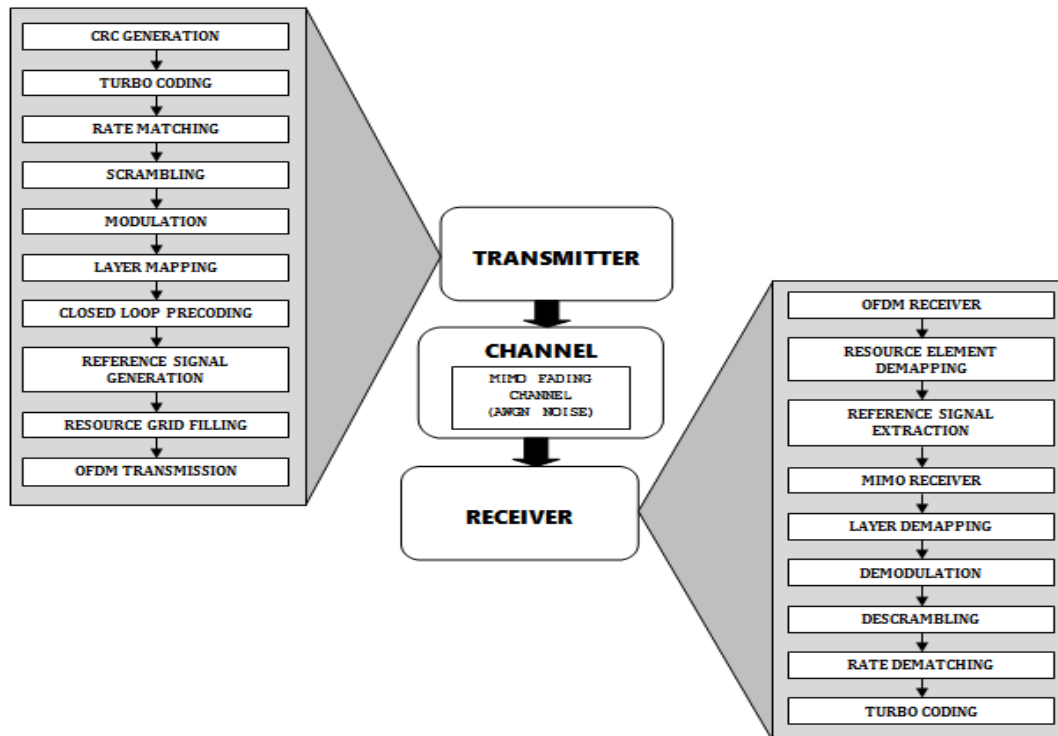 CRC GENERATION
TURBO CODING
RATE MATCHING
SCRAMBLING
MODULATION
LAYER MAPPING
CLOSED LOOP PRECODING
REFERENCE SIGNAL
GENERATION
RESOURCE GRID FILLING
OFDM TRANSMISSION
TRANSMITTER
CHANNEL
MIMO FADING
CHANNEL
(AWGN NOISE)
RECEIVER
OFDM RECEIVER
RESOURCE ELEMENT
DEMAPPING
REFERENCE SIGNAL
EXTRACTION
MIMO RECEIVER
LAYER DEMAPPING
DEMODULATION
DESCRAMBLING
RATE DEMATCHING
TURBO CODING